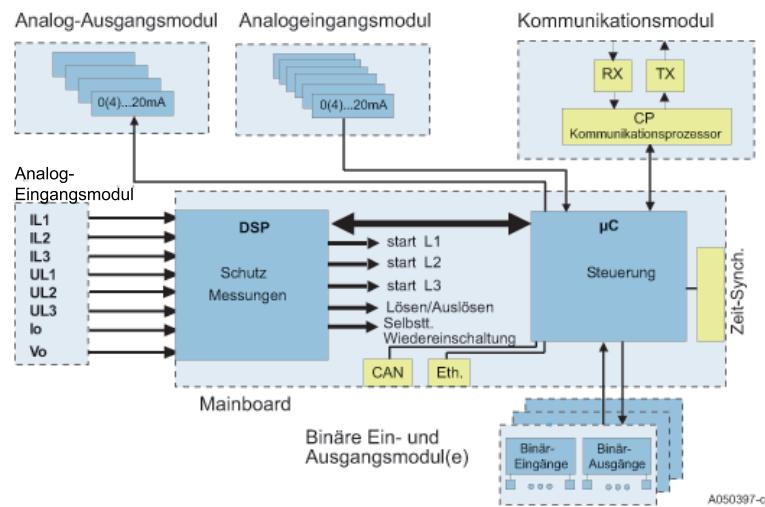 Analog-Ausgangsmodul
Analogeingangsmodul
Kommunikationsmodul
0(4)...20mA
0(4)...20mA
RX
TX
CP
Kommunikationsprozessor
Analog-
Eingangsmodul
IL1
IL2
IL3
UL1
UL2
UL3
Io
Vo
DSP
Schutz
Messungen
start L1
start L2
start L3
Lösen/Auslösen
Selbstt.
Wiedereinschaltung
µC
Steuerung
Zeit-Synch.
CAN
Eth.
Mainboard
Binäre Ein- und
Ausgangsmodul(e)
Binär-
Eingänge
Binär-
Ausgänge
A050397-c